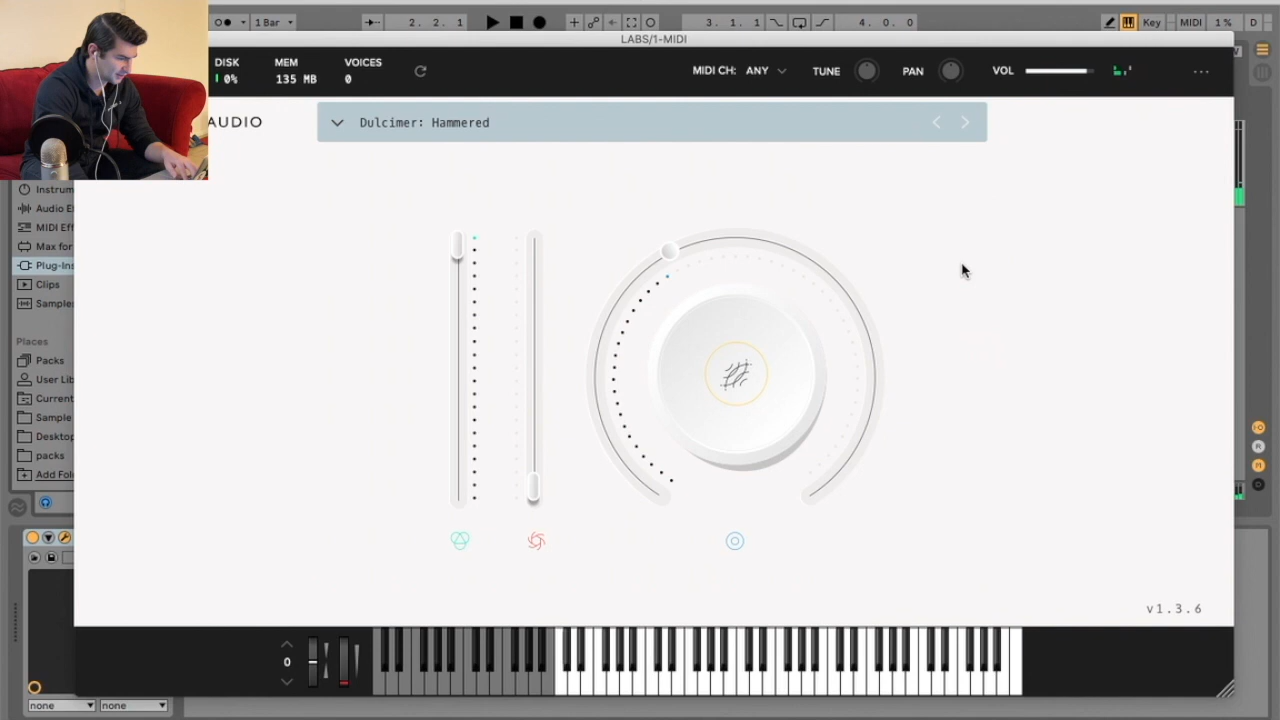 1 Bar
2. 2. 1
3. 1. 1
4. 0. 0
Key
MIDI
1 %
D
LABS/1-MIDI
DISK
0%
MEM
135 MB
VOICES
0
MIDI CH: ANY
TUNE
PAN
VOL
AUDIO
Dulcimer: Hammered
Instrum
Audio E
MIDI Eff
Max for
Plug-Ins
Clips
Samples
Places
Packs
User Lib
Current
Sample
Desktop
packs
Add Fol
v1.3.6
0
none
none